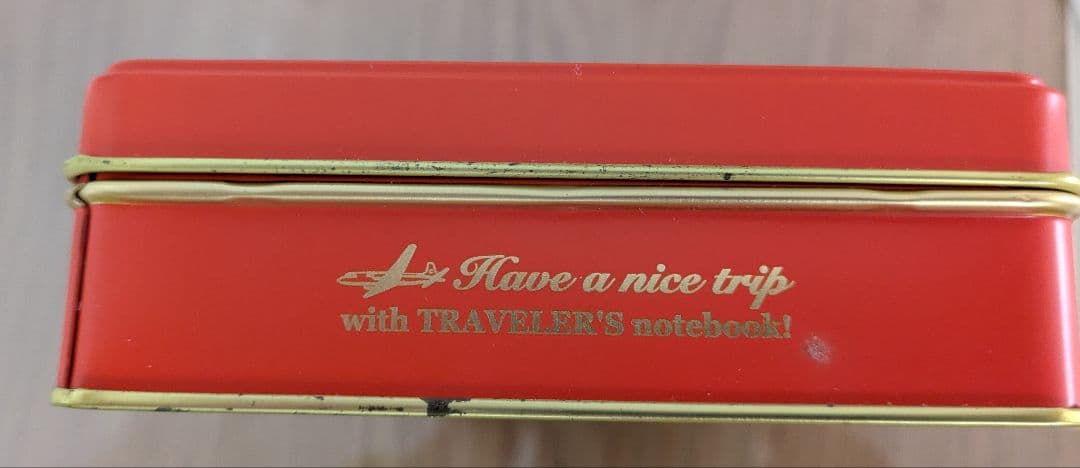 Have a nice trip
with TRAVELER'S notebook!